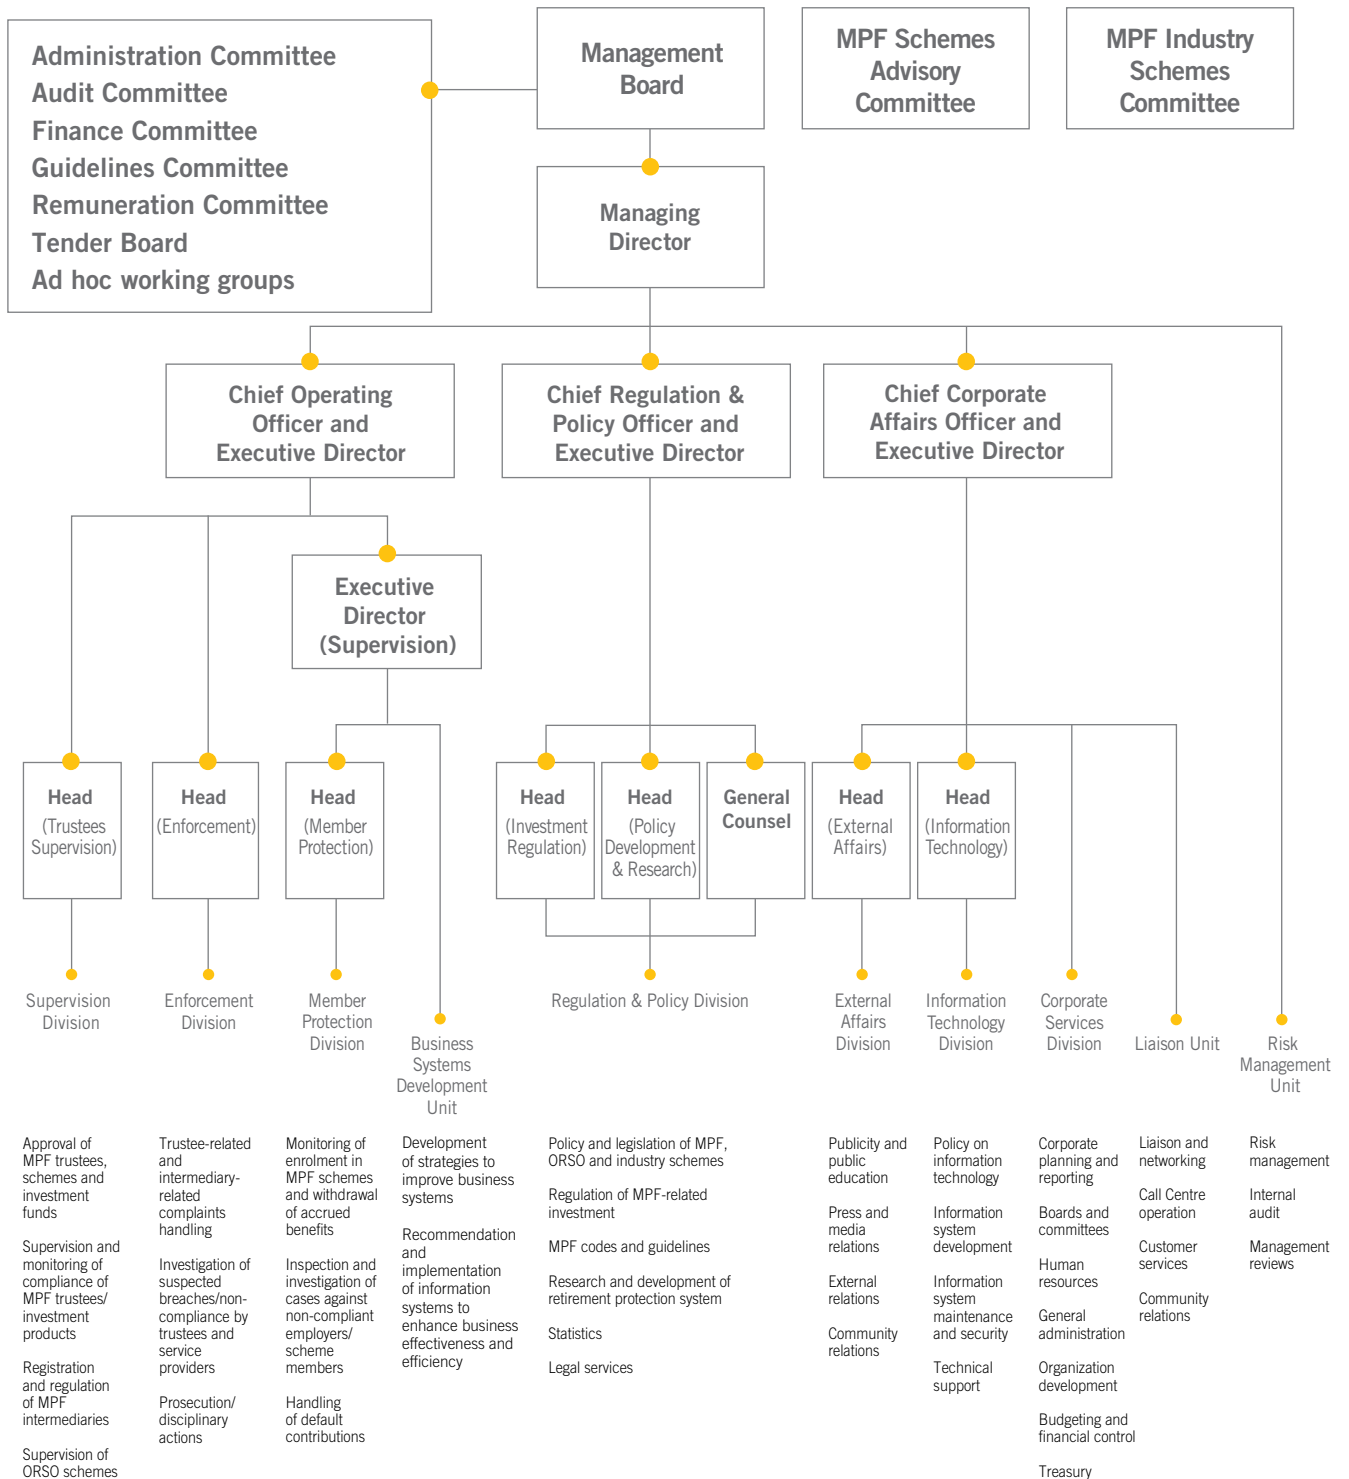 Administration Committee
Audit Committee
Finance Committee
Guidelines Committee
Remuneration Committee
Tender Board
Ad hoc working groups
Management
Board
MPF Schemes
Advisory
Committee
MPF Industry
Schemes
Committee
Managing
Director
Chief Operating
Officer and
Executive Director
Chief Regulation &
Policy Officer and
Executive Director
Chief Corporate
Affairs Officer and
Executive Director
Executive
Director
(Supervision)
Head
(Trustees
Supervision)
Head
(Enforcement)
Head
(Member
Protection)
Head
(Investment
Regulation)
Head
(Policy
Development
& Research)
General
Counsel
Head
(External
Affairs)
Head
(Information
Technology)
Supervision
Division
Enforcement
Division
Member
Protection
Division
Business
Systems
Development
Unit
Regulation & Policy Division
External
Affairs
Division
Information
Technology
Division
Corporate
Services
Division
Liaison Unit
Risk
Management
Unit
Approval of
MPF trustees,
schemes and
investment
funds
Supervision and
monitoring of
compliance of
MPF trustees/
investment
products
Registration
and regulation
of MPF
intermediaries
Supervision of
ORSO schemes
Trustee-related
and
intermediary-
related
complaints
handling
Investigation of
suspected
breaches/non-
compliance by
trustees and
service
providers
Prosecution/
disciplinary
actions
Monitoring of
enrolment in
MPF schemes
and withdrawal
of accrued
benefits
Inspection and
investigation of
cases against
non-compliant
employers/
scheme
members
Handling
of default
contributions
Development
of strategies to
improve business
systems
Recommendation
and
implementation
of information
systems to
enhance business
effectiveness and
efficiency
Policy and legislation of MPF,
ORSO and industry schemes
Regulation of MPF-related
investment
MPF codes and guidelines
Research and development of
retirement protection system
Statistics
Legal services
Publicity and
public
education
Press and
media
relations
External
relations
Community
relations
Policy on
information
technology
Information
system
development
Information
system
maintenance
and security
Technical
support
Corporate
planning and
reporting
Boards and
committees
Human
resources
General
administration
Organization
development
Budgeting and
financial control
Treasury
Liaison and
networking
Call Centre
operation
Customer
services
Community
relations
Risk
management
Internal
audit
Management
reviews